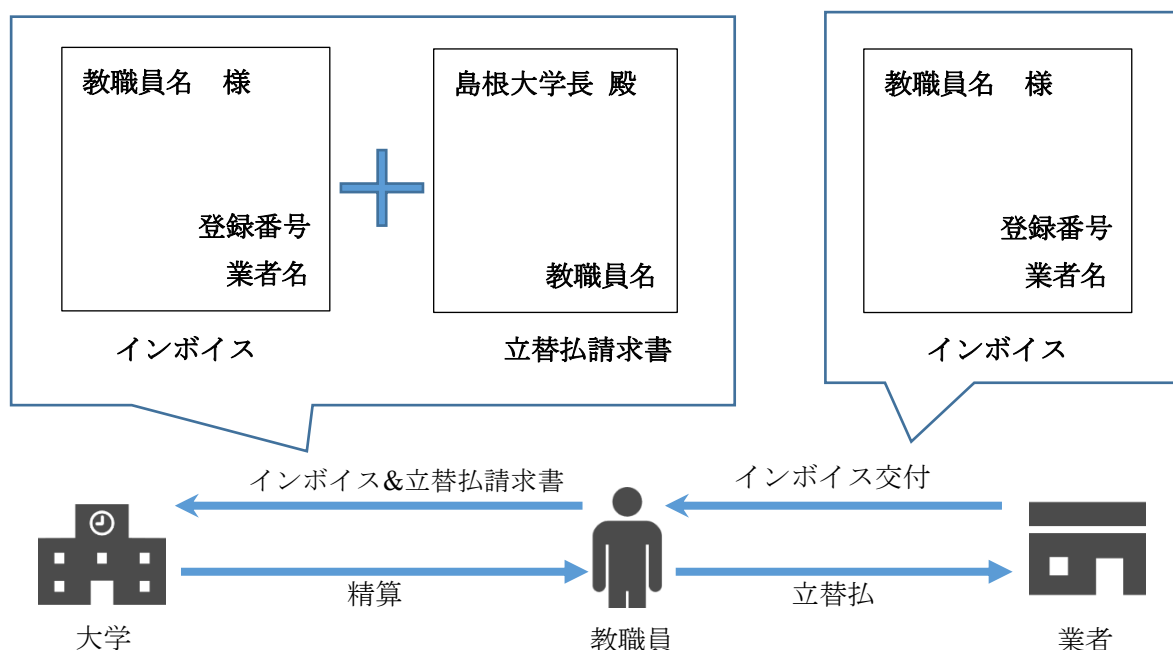 教職員名　様
登録番号
業者名
インボイス
島根大学長 殿
教職員名
立替払請求書
教職員名　様
登録番号
業者名
インボイス
インボイス&立替払請求書
インボイス交付
精算
立替払
大学
教職員
業者